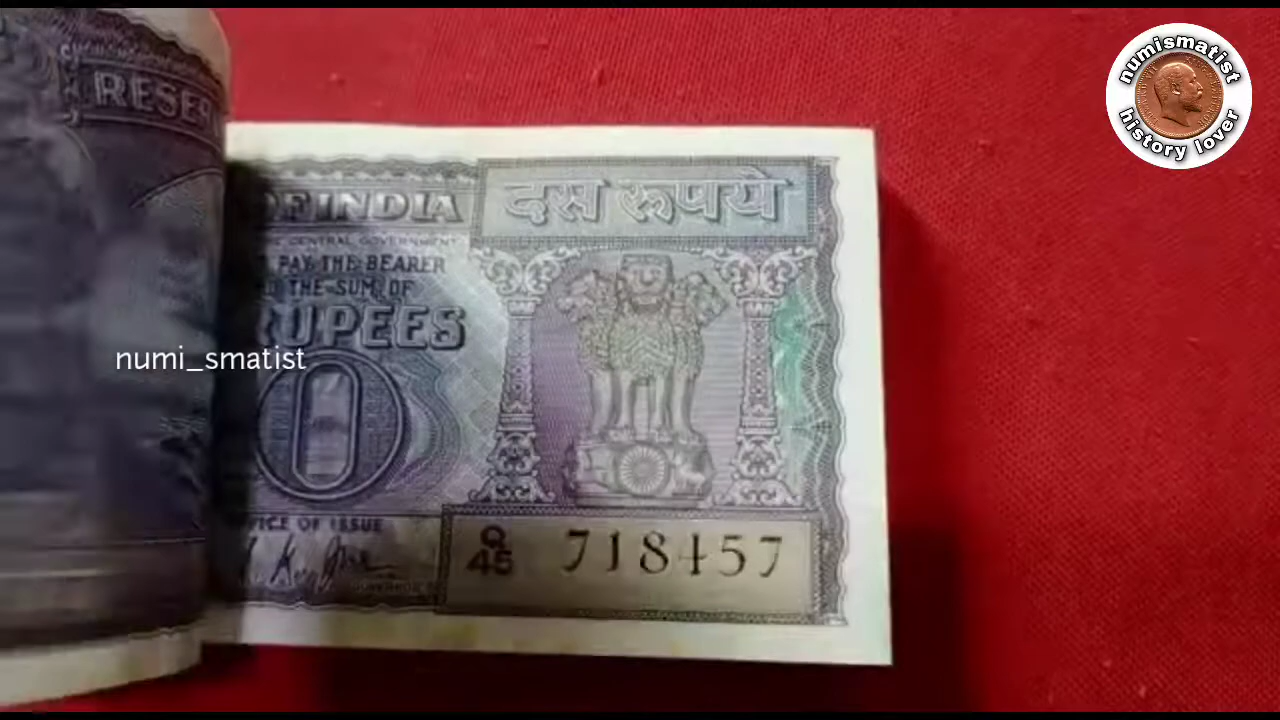 numismatist
history lover
RESER
OF INDIA
दस रूपये
CENTRAL GOVERNMENT
PAY THE BEARER
THE SUM OF
RUPEES
numi_smatist
0
OFFICE OF ISSUE
Q
45
718457